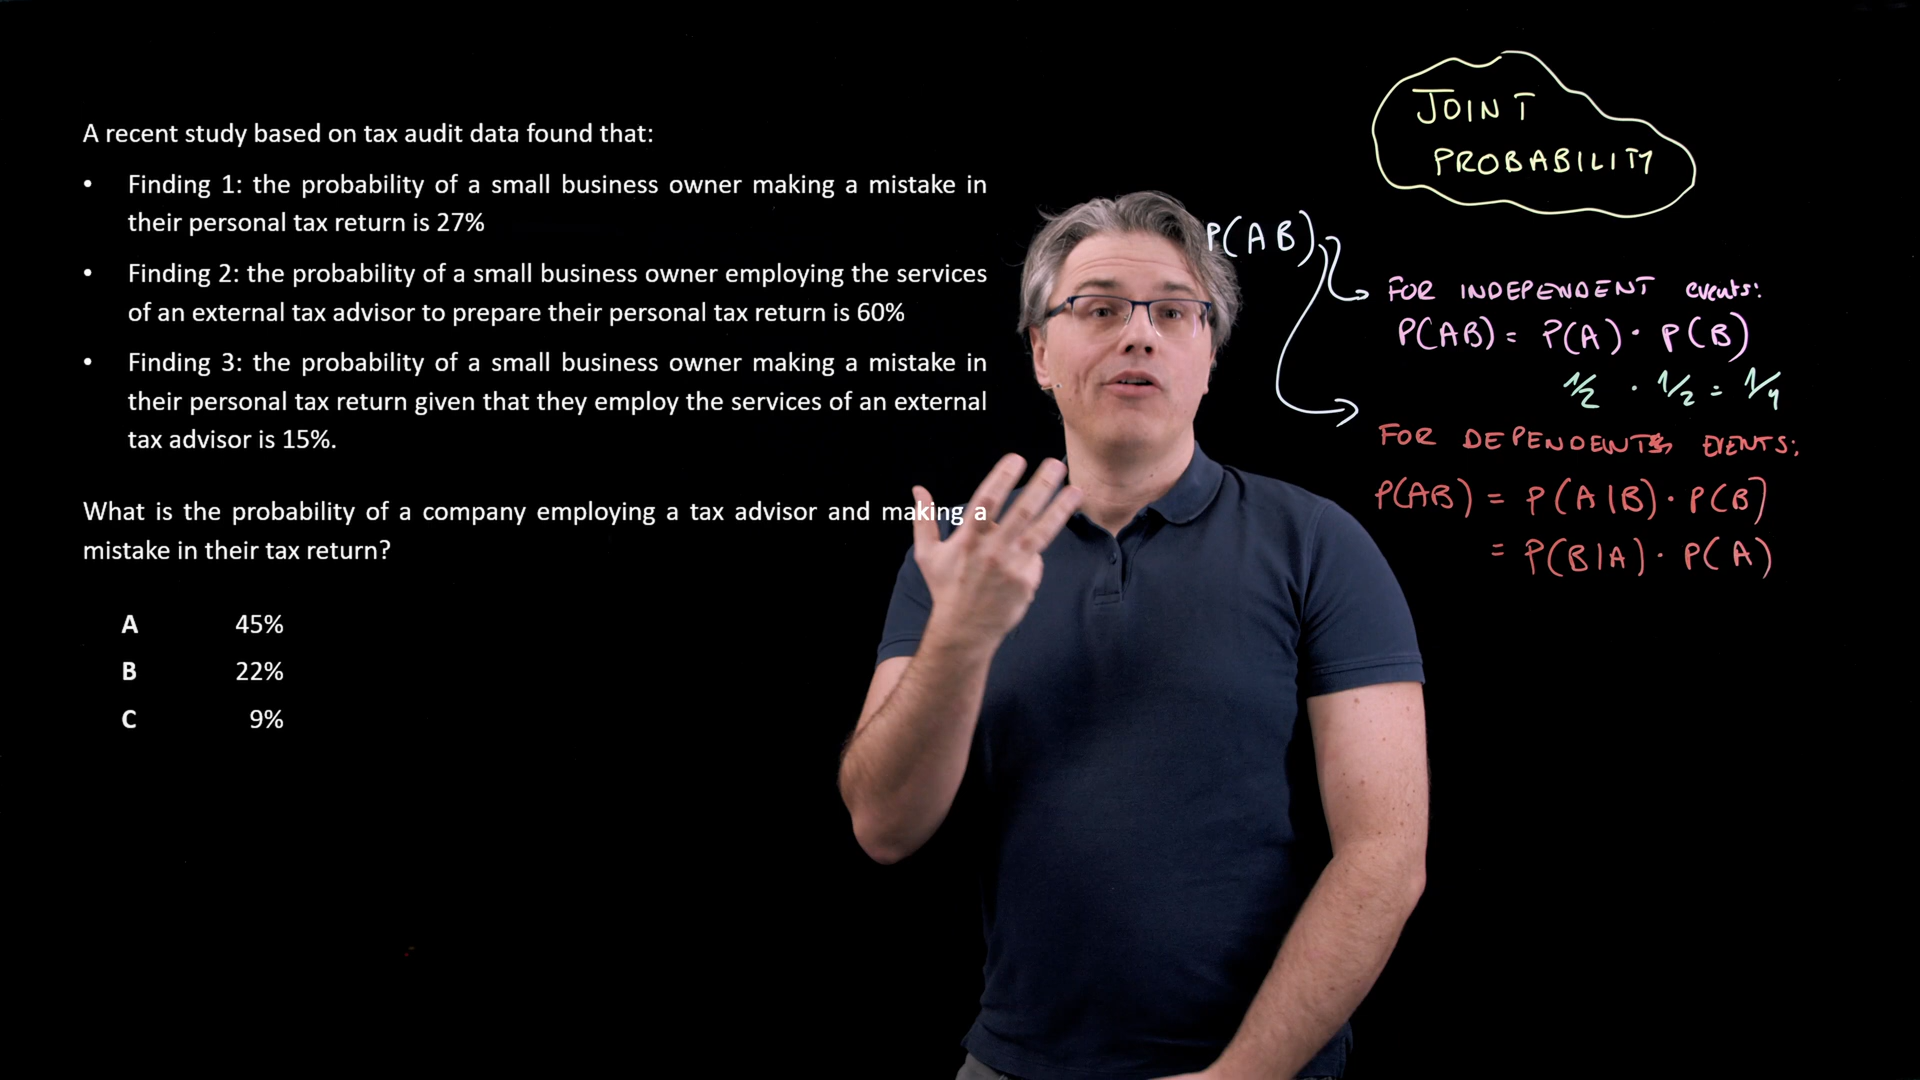 A recent study based on tax audit data found that:
• Finding 1: the probability of a small business owner making a mistake in
their personal tax return is 27%
• Finding 2: the probability of a small business owner employing the services
of an external tax advisor to prepare their personal tax return is 60%
• Finding 3: the probability of a small business owner making a mistake in
their personal tax return given that they employ the services of an external
tax advisor is 15%.
What is the probability of a company employing a tax advisor and making a
mistake in their tax return?
A 45%
B 22%
C 9%
JOINT
PROBABILITY
P(AB)
FOR INDEPENDENT events:
P(AB) = P(A) · P(B)
1/2 · 1/2 = 1/4
FOR DEPENDENT EVENTS:
P(AB) = P(A|B) · P(B)
= P(B|A) · P(A)